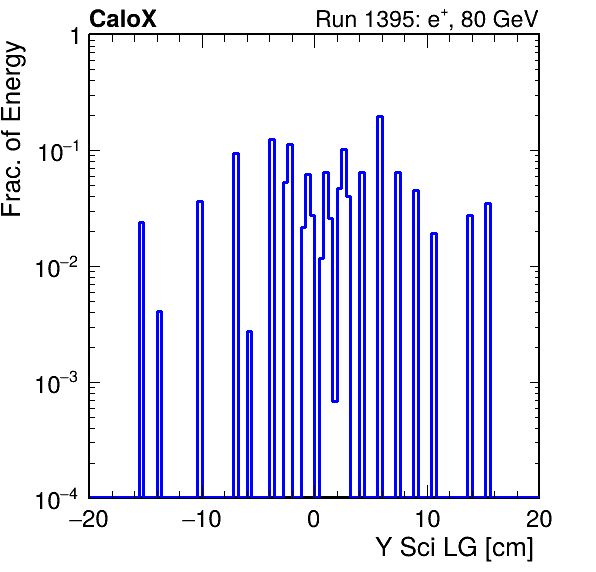 CaloX Run 1395: e⁺, 80 GeV
Frac. of Energy
1
10⁻¹
10⁻²
10⁻³
10⁻⁴
−20 −10 0 10 20
Y Sci LG [cm]